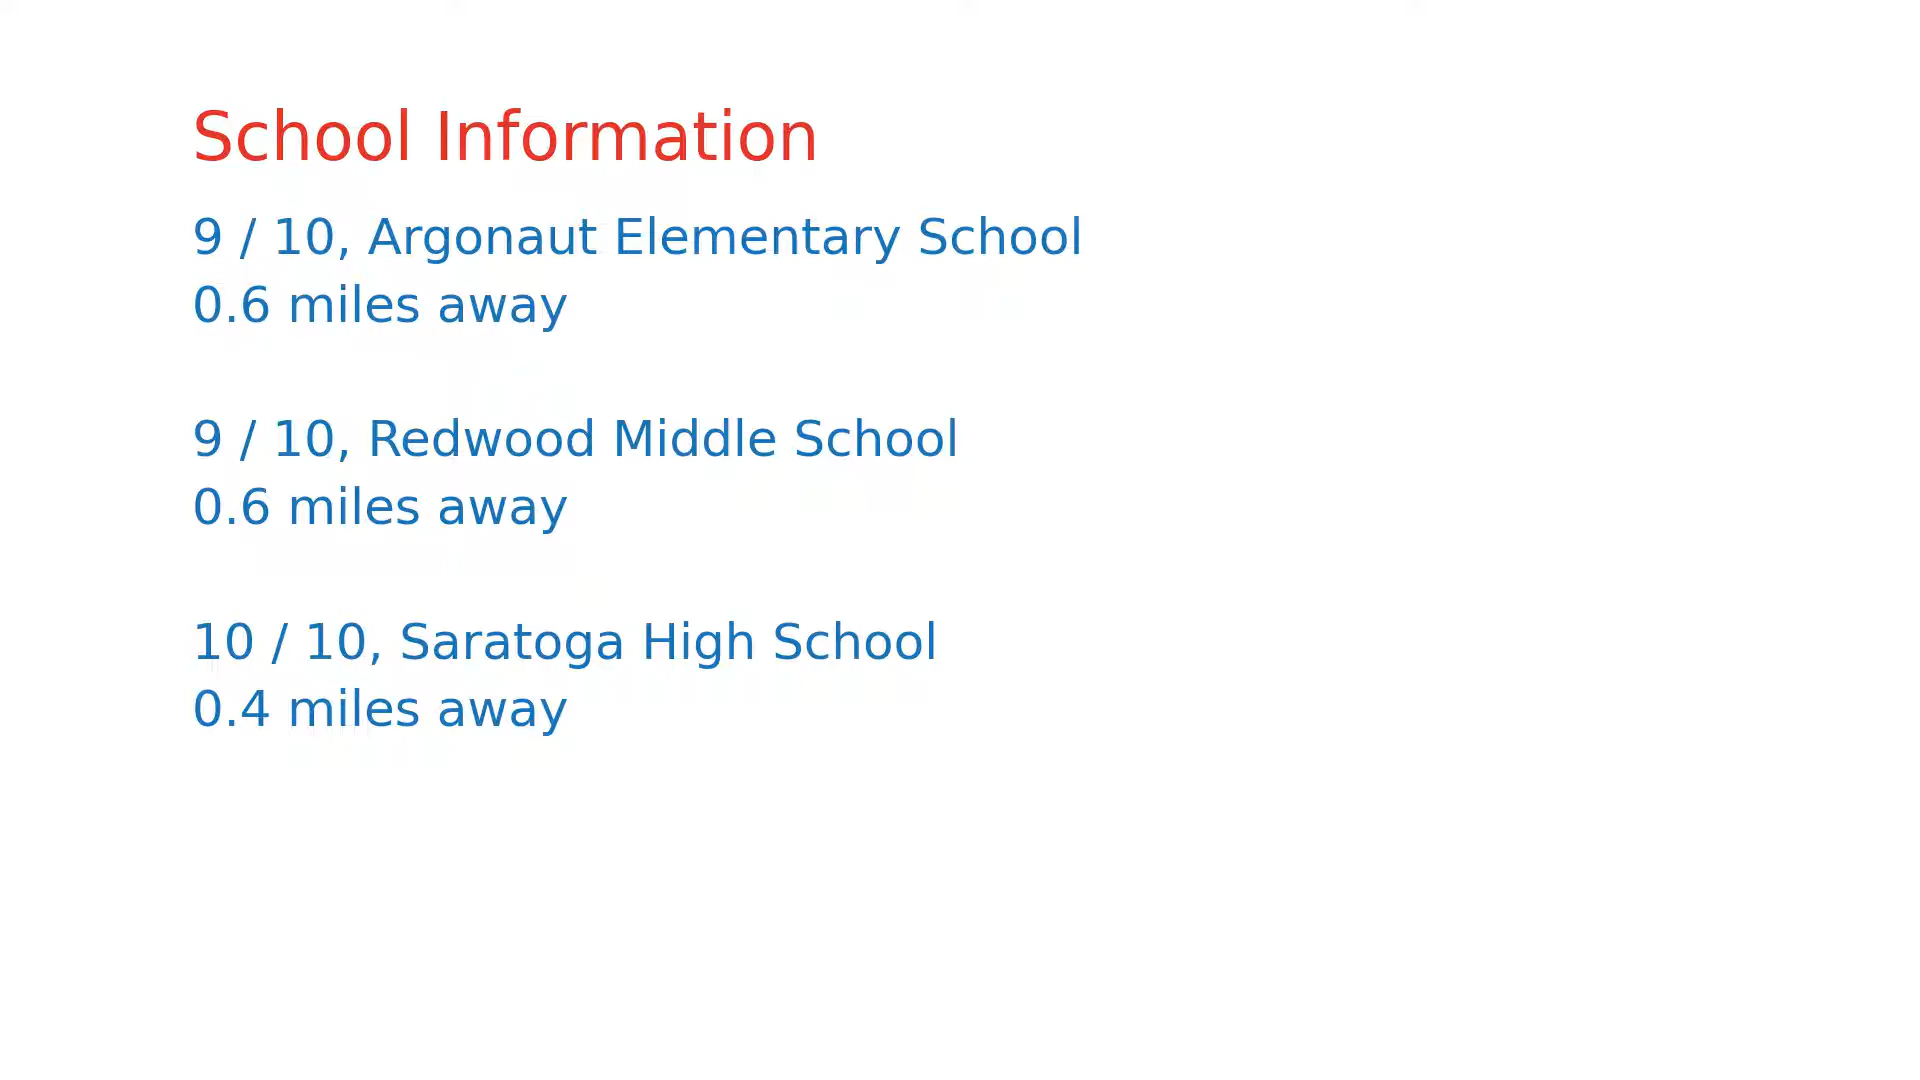 School Information
9 / 10, Argonaut Elementary School
0.6 miles away
9 / 10, Redwood Middle School
0.6 miles away
10 / 10, Saratoga High School
0.4 miles away